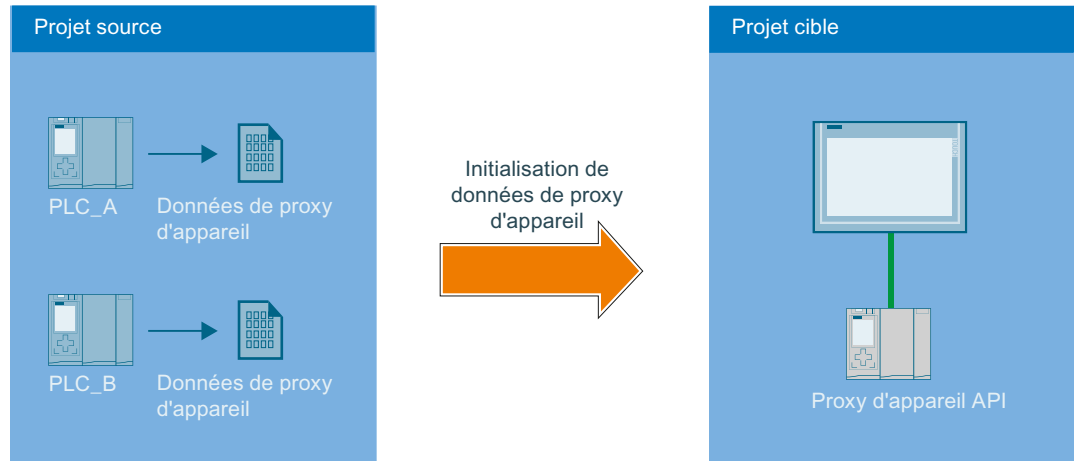 Projet source
PLC_A
Données de proxy
d'appareil
PLC_B
Données de proxy
d'appareil
Initialisation de
données de proxy
d'appareil
Projet cible
TOUCH
Proxy d'appareil API